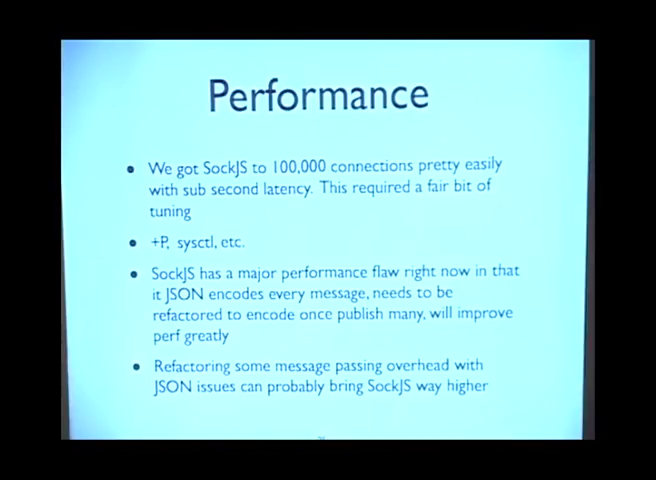 Performance
• We got SockJS to 100,000 connections pretty easily
with sub second latency. This required a fair bit of
tuning
• +P, sysctl, etc.
• SockJS has a major performance flaw right now in that
it JSON encodes every message, needs to be
refactored to encode once publish many, will improve
perf greatly
• Refactoring some message passing overhead with
JSON issues can probably bring SockJS way higher